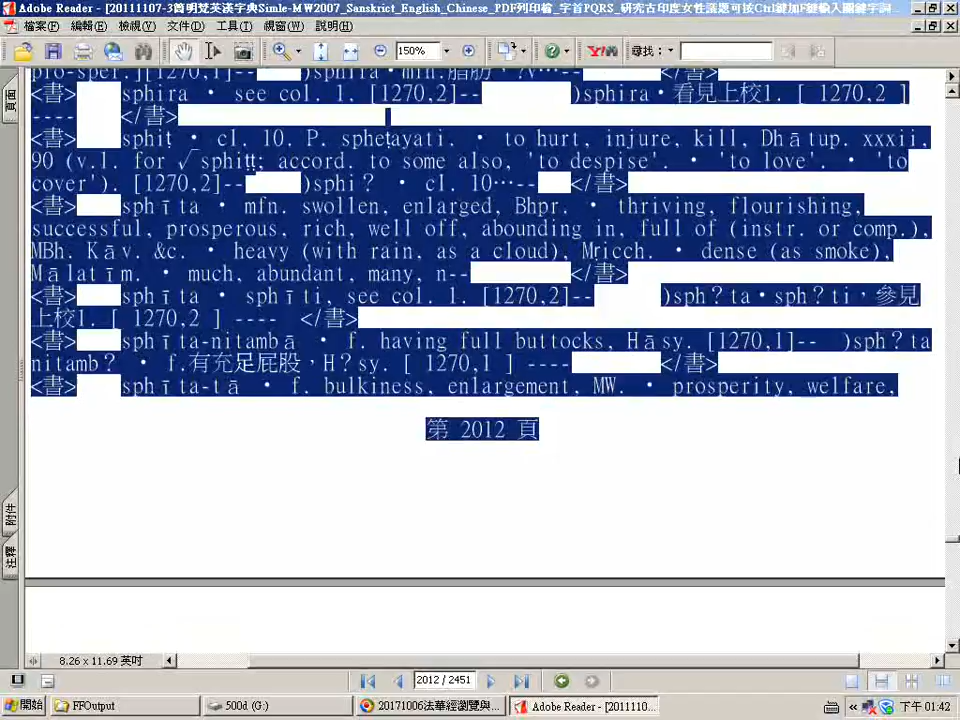 Adobe Reader - [20111107-3簡明梵英漢字典Simle-MW2007_Sanskrict_English_Chinese_PDF列印檔_字首PQRS_研究古印度女性議題可按Ctrl鍵加F鍵輸入關鍵字詞
檔案(F) 編輯(E) 檢視(V) 文件(D) 工具(T) 視窗(W) 說明(H)
150% 尋找:
頁面
pro-sper.][1270,1]-- )sphira‧min.脂肪
<書> sphira ‧ see col. 1. [1270,2]-- )sphira‧看見上校1. [ 1270,2 ]
---- </書>
<書> sphiṭ ‧ cl. 10. P. spheṭayati. ‧ to hurt, injure, kill, Dhātup. xxxii,
90 (v.l. for √sphiṭṭ; accord. to some also, 'to despise'. ‧ 'to love'. ‧ 'to
cover'). [1270,2]-- )sphi? ‧ cl. 10…-- </書>
<書> sphīta ‧ mfn. swollen, enlarged, Bhpr. ‧ thriving, flourishing,
successful, prosperous, rich, well off, abounding in, full of (instr. or comp.),
MBh. Kāv. &c. ‧ heavy (with rain, as a cloud), Mṛicch. ‧ dense (as smoke),
Mālatīm. ‧ much, abundant, many, n-- </書>
<書> sphīta ‧ sphīti, see col. 1. [1270,2]-- )sph?ta‧sph?ti，參見
上校1. [ 1270,2 ] ---- </書>
<書> sphīta-nitambā ‧ f. having full buttocks, Hāsy. [1270,1]-- )sph?ta
nitamb? ‧ f.有充足屁股，H?sy. [ 1270,1 ] ---- </書>
<書> sphīta-tā ‧ f. bulkiness, enlargement, MW. ‧ prosperity, welfare,
第 2012 頁
附件
注釋
8.26 x 11.69 英吋
2012 / 2451
開始 FFOutput 500d (G:) 20171006法華經瀏覽與... Adobe Reader - [2011110... 下午 01:42